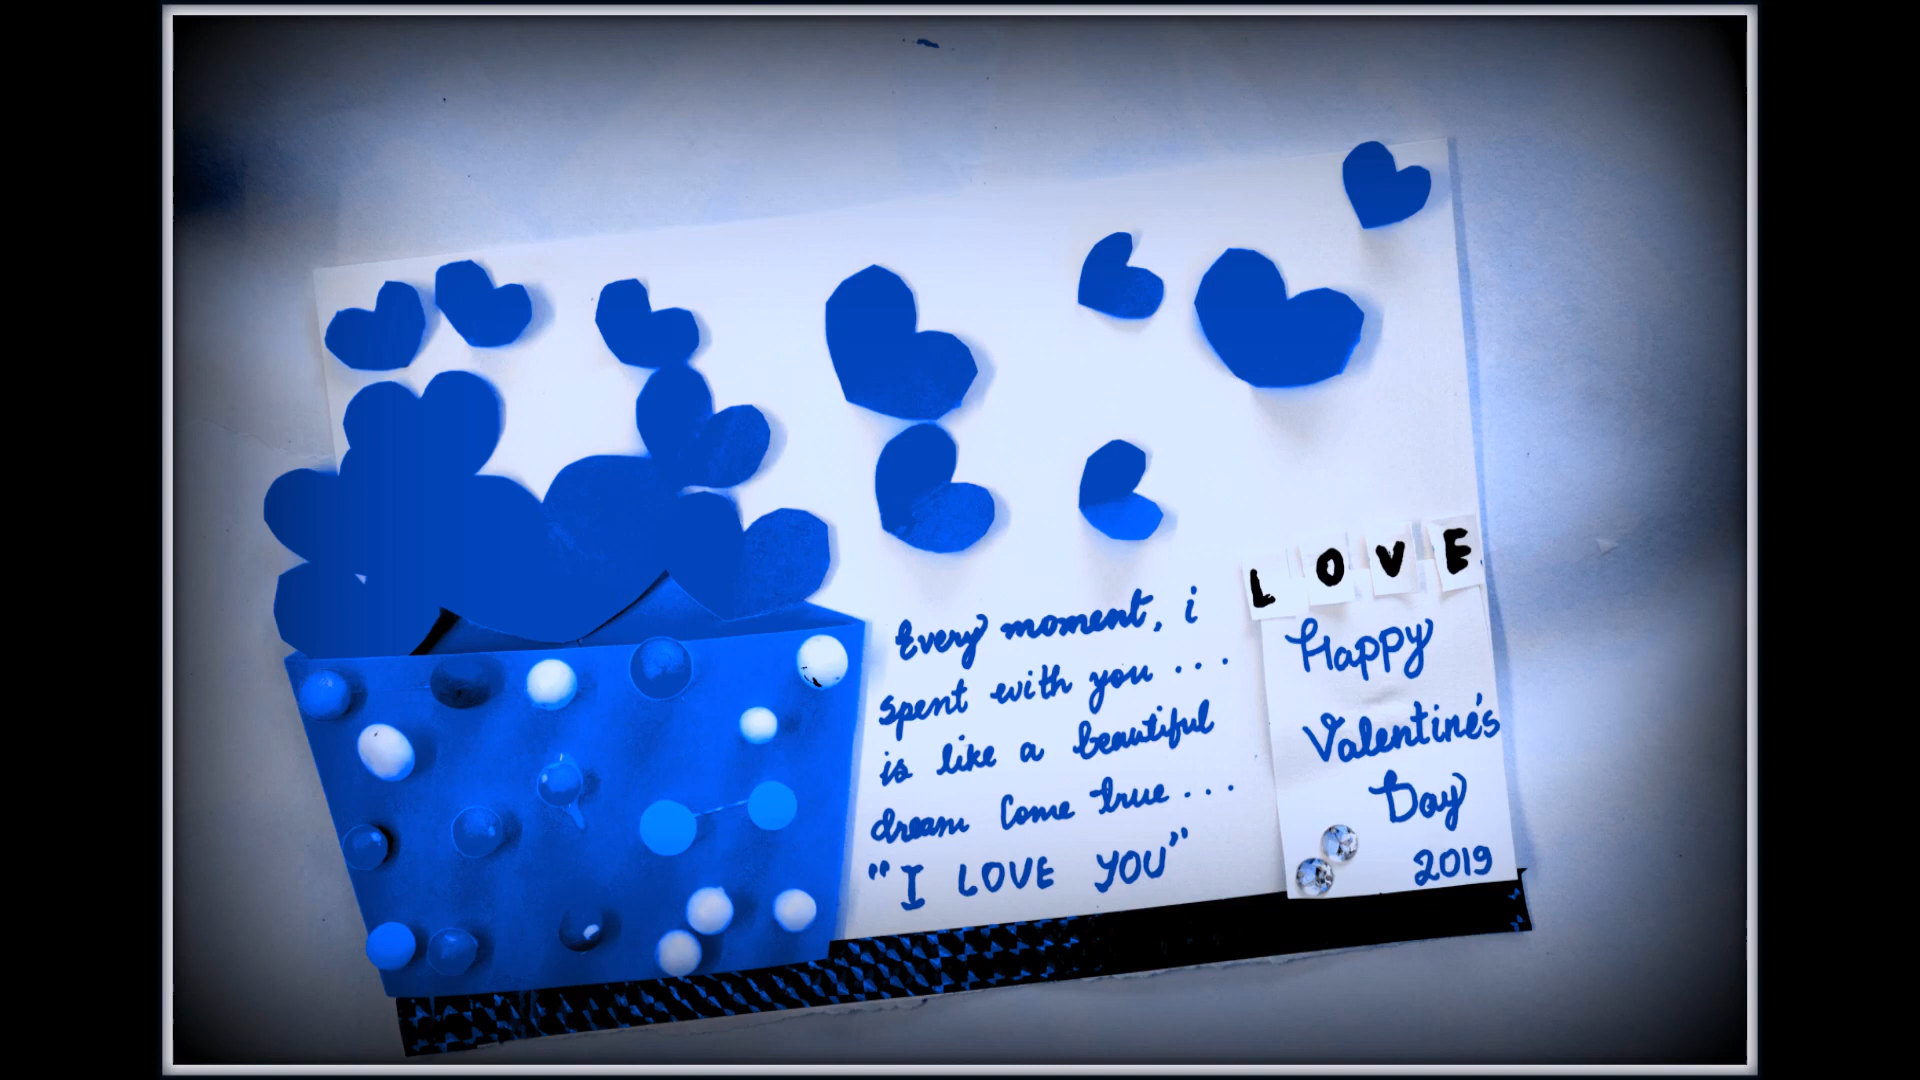 Every moment, i
spent with you ...
is like a beautiful
dream Come true ...
"I LOVE YOU"
LOVE
Happy
Valentine's
Day
2019